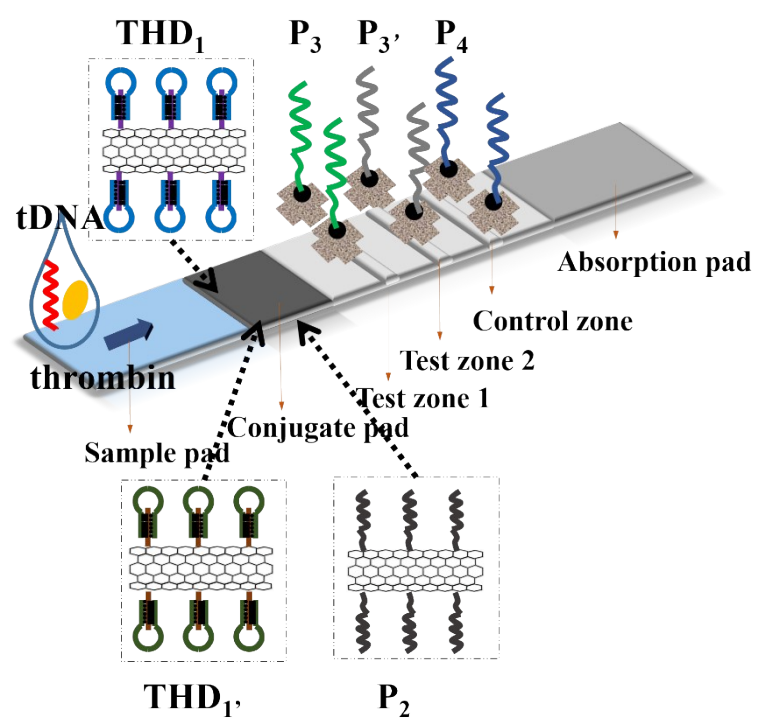 THD₁
P₃
P₃’
P₄
tDNA
Absorption pad
Control zone
Test zone 2
thrombin
Test zone 1
Conjugate pad
Sample pad
THD₁’
P₂